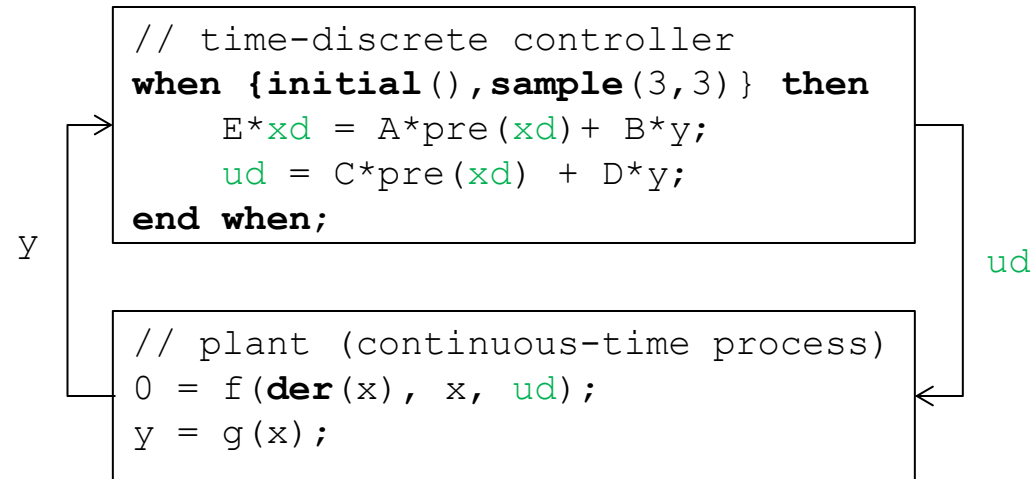 // time-discrete controller
when {initial(),sample(3,3)} then
E*xd = A*pre(xd)+ B*y;
ud = C*pre(xd) + D*y;
end when;
y
ud
// plant (continuous-time process)
0 = f(der(x), x, ud);
y = g(x);